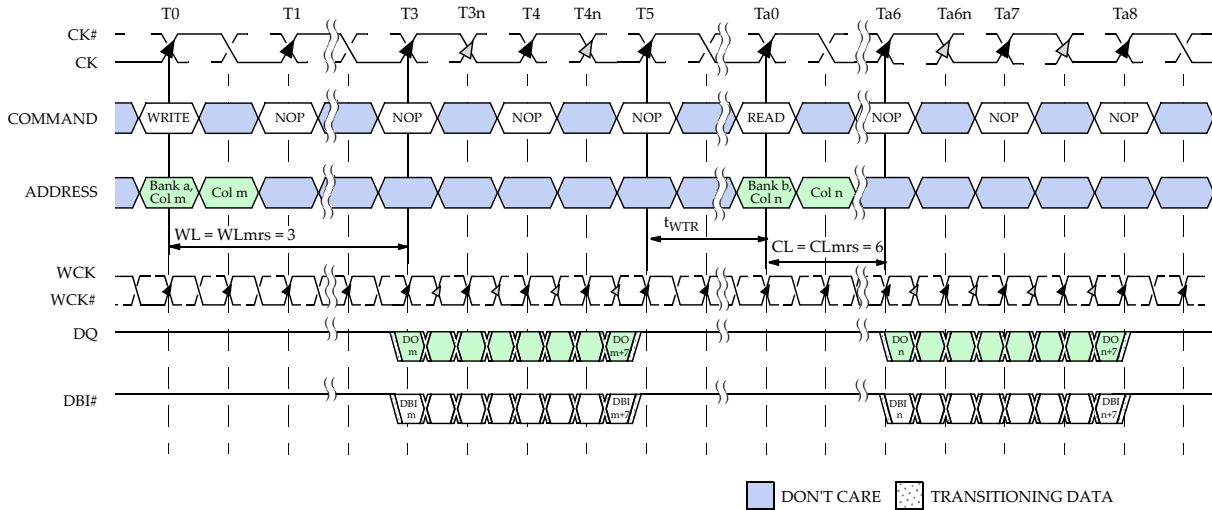 T0 T1 T3 T3n T4 T4n T5 Ta0 Ta6 Ta6n Ta7 Ta8
CK#
CK
COMMAND WRITE NOP NOP NOP NOP READ NOP NOP NOP
ADDRESS Bank a, Col m Col m Bank b, Col n Col n
WL = WLmrs = 3
tWTR
CL = CLmrs = 6
WCK
WCK#
DQ DO m DO m+7 DO n DO n+7
DBI# DBI m DBI m+7 DBI n DBI n+7
DON'T CARE TRANSITIONING DATA